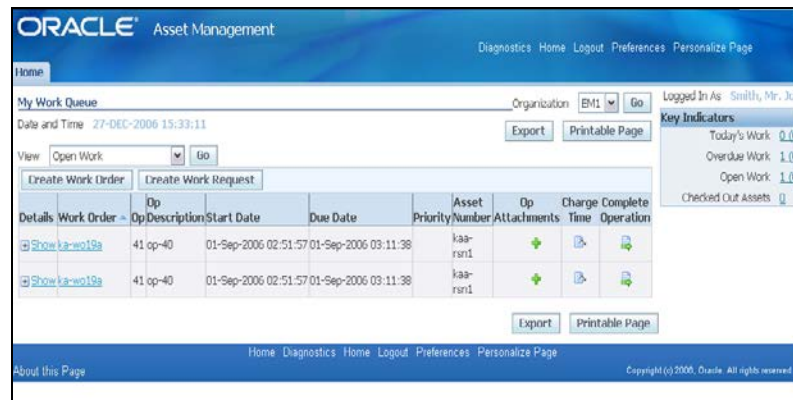 ORACLE Asset Management
Diagnostics Home Logout Preferences Personalize Page
Home
My Work Queue
Organization EM1 Go
Logged In As Smith, Mr.
Date and Time 27-DEC-2006 15:33:11
Export Printable Page
Key Indicators
Today's Work 0
Overdue Work 1
Open Work 1
Checked Out Assets 0
View Open Work Go
Create Work Order Create Work Request
Details Work Order Op Op Description Start Date Due Date Priority Asset Number Op Attachments Charge Time Complete Operation
Show ka-wo19a 41 op-40 01-Sep-2006 02:51:57 01-Sep-2006 03:11:38 kaa-rsn1
Show ka-wo19a 41 op-40 01-Sep-2006 02:51:57 01-Sep-2006 03:11:38 kaa-rsn1
Export Printable Page
Home Diagnostics Home Logout Preferences Personalize Page
About this Page
Copyright (c) 2006, Oracle. All rights reserved